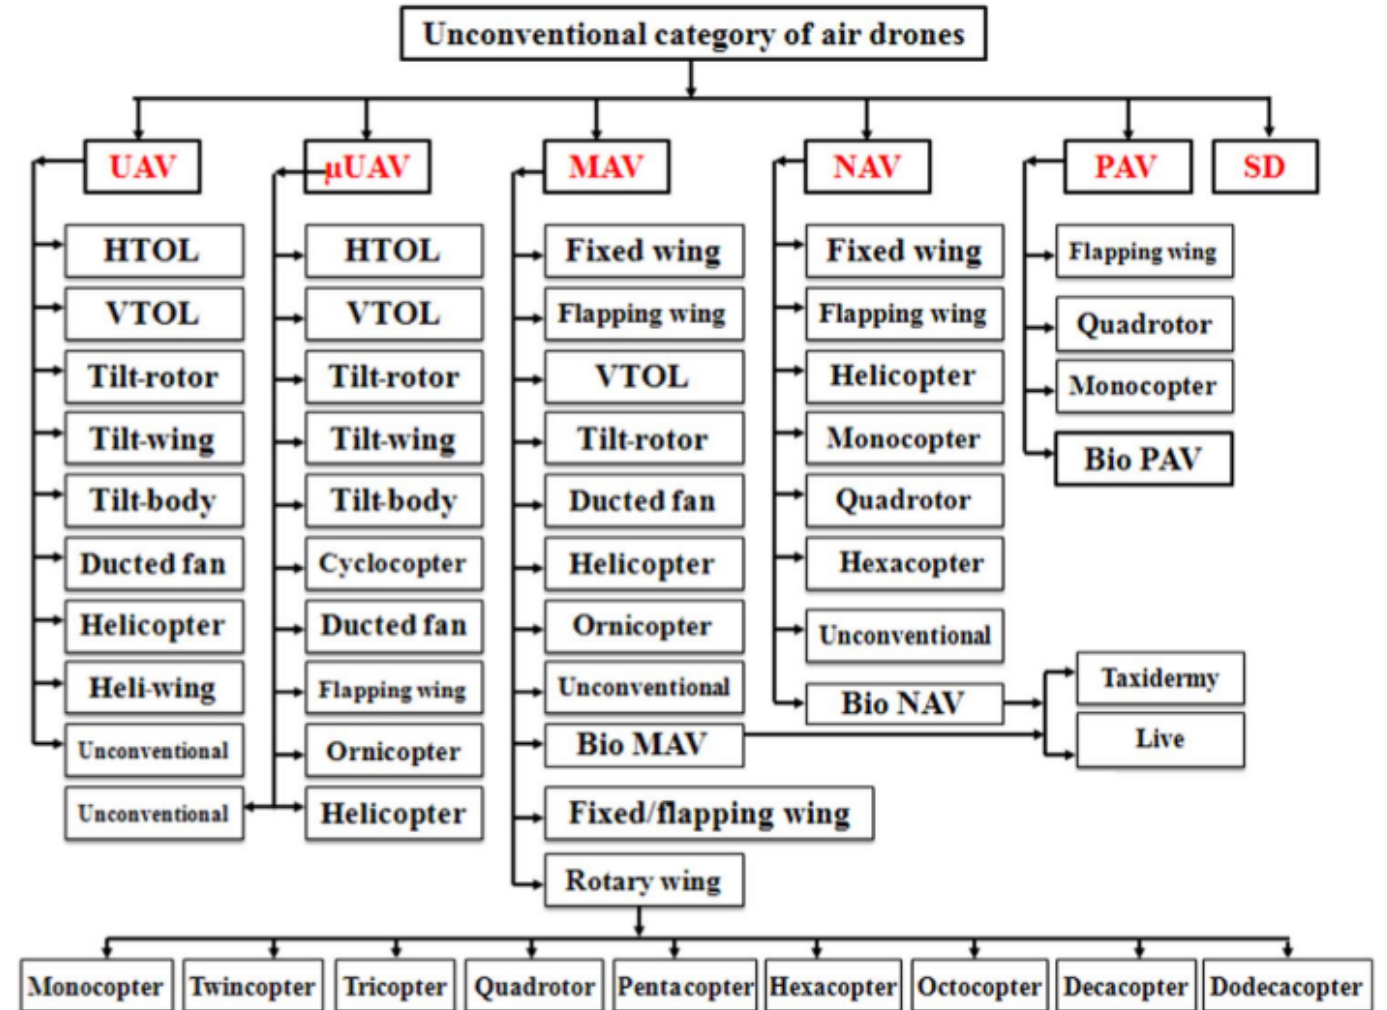 Unconventional category of air drones
UAV
HTOL
VTOL
Tilt-rotor
Tilt-wing
Tilt-body
Ducted fan
Helicopter
Heli-wing
Unconventional
Unconventional
μUAV
HTOL
VTOL
Tilt-rotor
Tilt-wing
Tilt-body
Cyclocopter
Ducted fan
Flapping wing
Ornicopter
Helicopter
MAV
Fixed wing
Flapping wing
VTOL
Tilt-rotor
Ducted fan
Helicopter
Ornicopter
Unconventional
Bio MAV
Fixed/flapping wing
Rotary wing
NAV
Fixed wing
Flapping wing
Helicopter
Monocopter
Quadrotor
Hexacopter
Unconventional
Bio NAV
Taxidermy
Live
PAV
Flapping wing
Quadrotor
Monocopter
Bio PAV
SD
Monocopter
Twincopter
Tricopter
Quadrotor
Pentacopter
Hexacopter
Octocopter
Decacopter
Dodecacopter